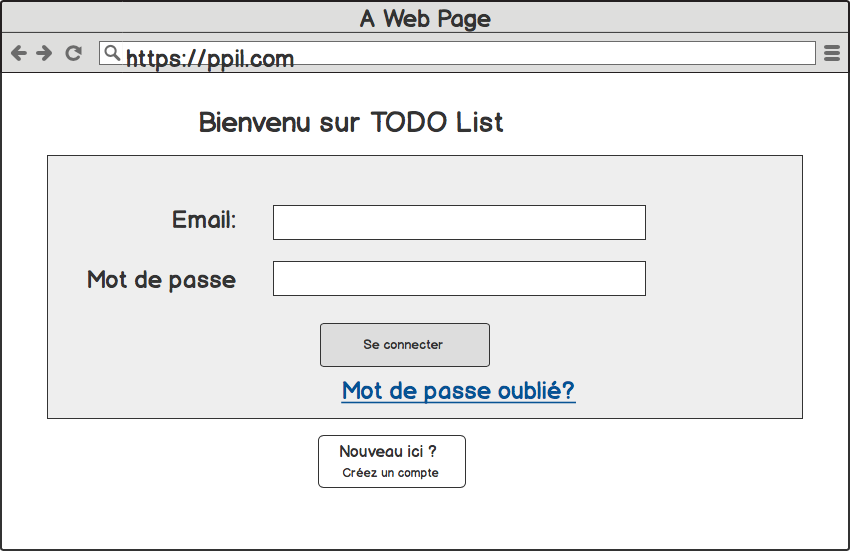 A Web Page
https://ppil.com
Bienvenu sur TODO List
Email:
Mot de passe
Se connecter
Mot de passe oublié?
Nouveau ici ?
Créez un compte